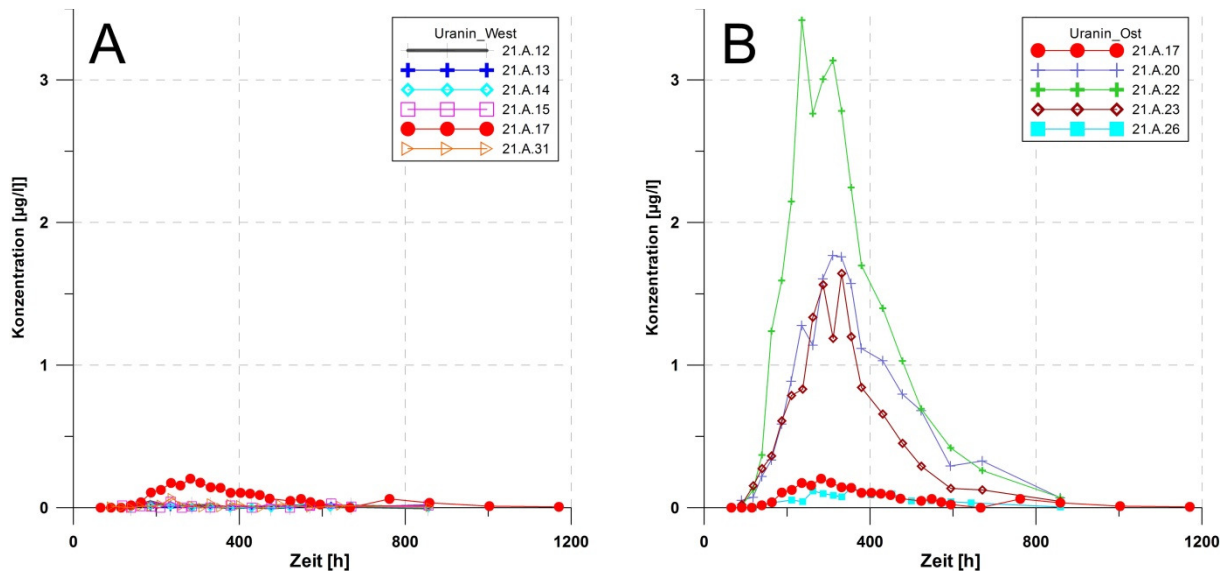 A
Uranin_West
21.A.12
21.A.13
21.A.14
21.A.15
21.A.17
21.A.31
3
2
1
0
Konzentration [µg/l]]
0
400
800
1200
Zeit [h]
B
Uranin_Ost
21.A.17
21.A.20
21.A.22
21.A.23
21.A.26
3
2
1
0
Konzentration [µg/l]
0
400
800
1200
Zeit [h]